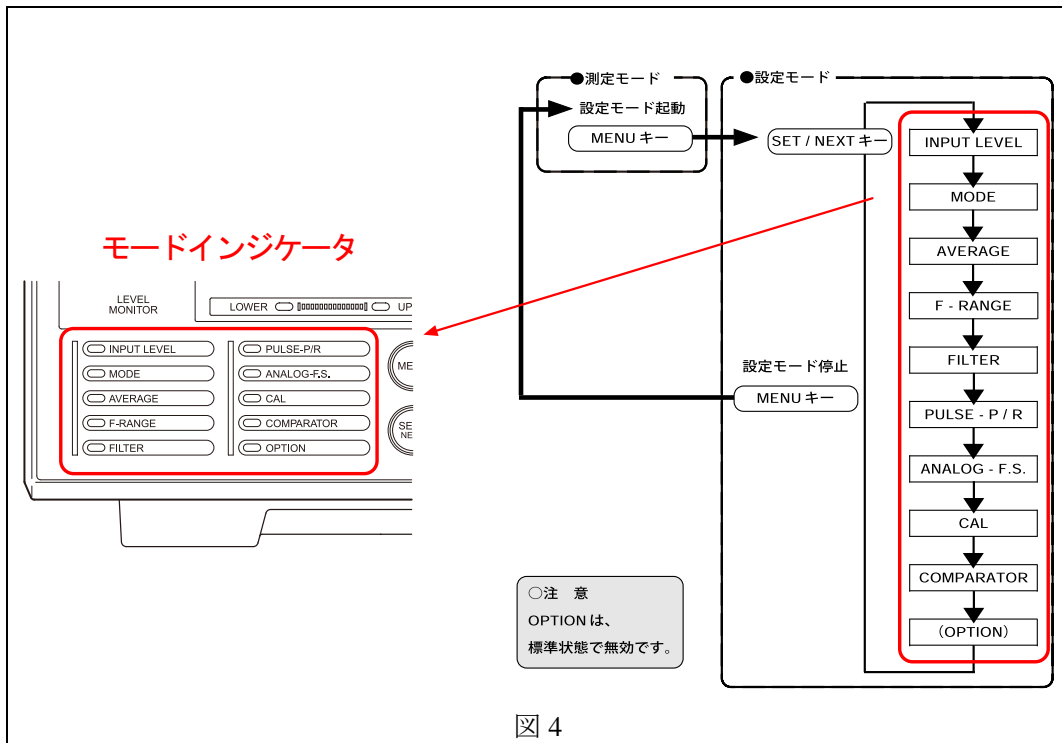 ●測定モード
設定モード起動
MENU キー
●設定モード
SET / NEXT キー
INPUT LEVEL
MODE
AVERAGE
F - RANGE
FILTER
PULSE - P / R
ANALOG - F.S.
CAL
COMPARATOR
(OPTION)
設定モード停止
MENU キー
モードインジケータ
LEVEL
MONITOR
LOWER
UP
INPUT LEVEL
MODE
AVERAGE
F-RANGE
FILTER
PULSE-P/R
ANALOG-F.S.
CAL
COMPARATOR
OPTION
ME
SE
NE
○注 意
OPTION は、
標準状態で無効です。
図 4